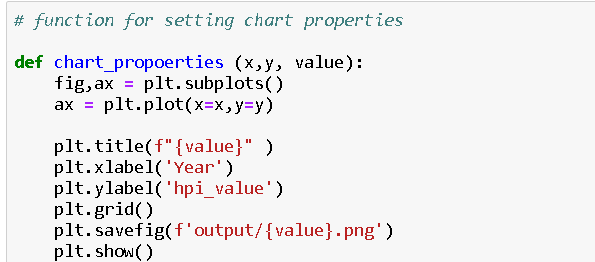 # function for setting chart properties
def chart_propoerties (x,y, value):
    fig,ax = plt.subplots()
    ax = plt.plot(x=x,y=y)
    plt.title(f"{value}" )
    plt.xlabel('Year')
    plt.ylabel('hpi_value')
    plt.grid()
    plt.savefig(f'output/{value}.png')
    plt.show()